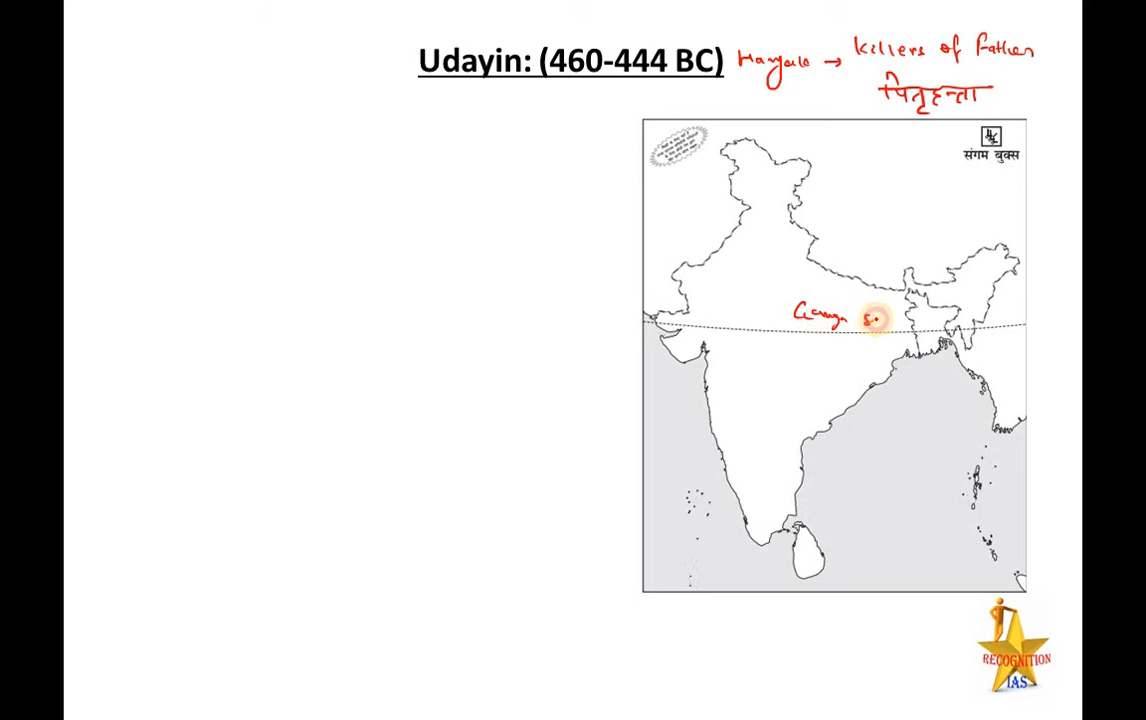 Udayin: (460-444 BC)
Haryanka → Killers of Father
पितृहन्ता
संगम बुक्स
Ganga
RECOGNITION
IAS